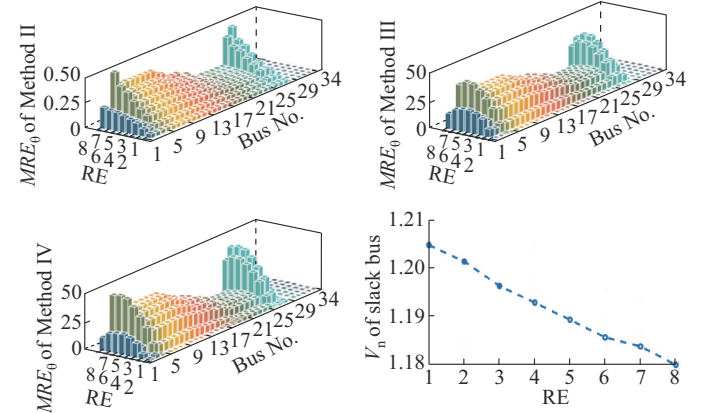 MRE_θ of Method II
0.50
0.25
0
8 7 6 5 4 3 2 1
RE
1 5 9 13 17 21 25 29 34
Bus No.
MRE_θ of Method III
50
25
0
8 7 6 5 4 3 2 1
RE
1 5 9 13 17 21 25 29 34
Bus No.
MRE_θ of Method IV
50
25
0
8 7 6 5 4 3 2 1
RE
1 5 9 13 17 21 25 29 34
Bus No.
V_n of slack bus
1.21
1.20
1.19
1.18
1 2 3 4 5 6 7 8
RE